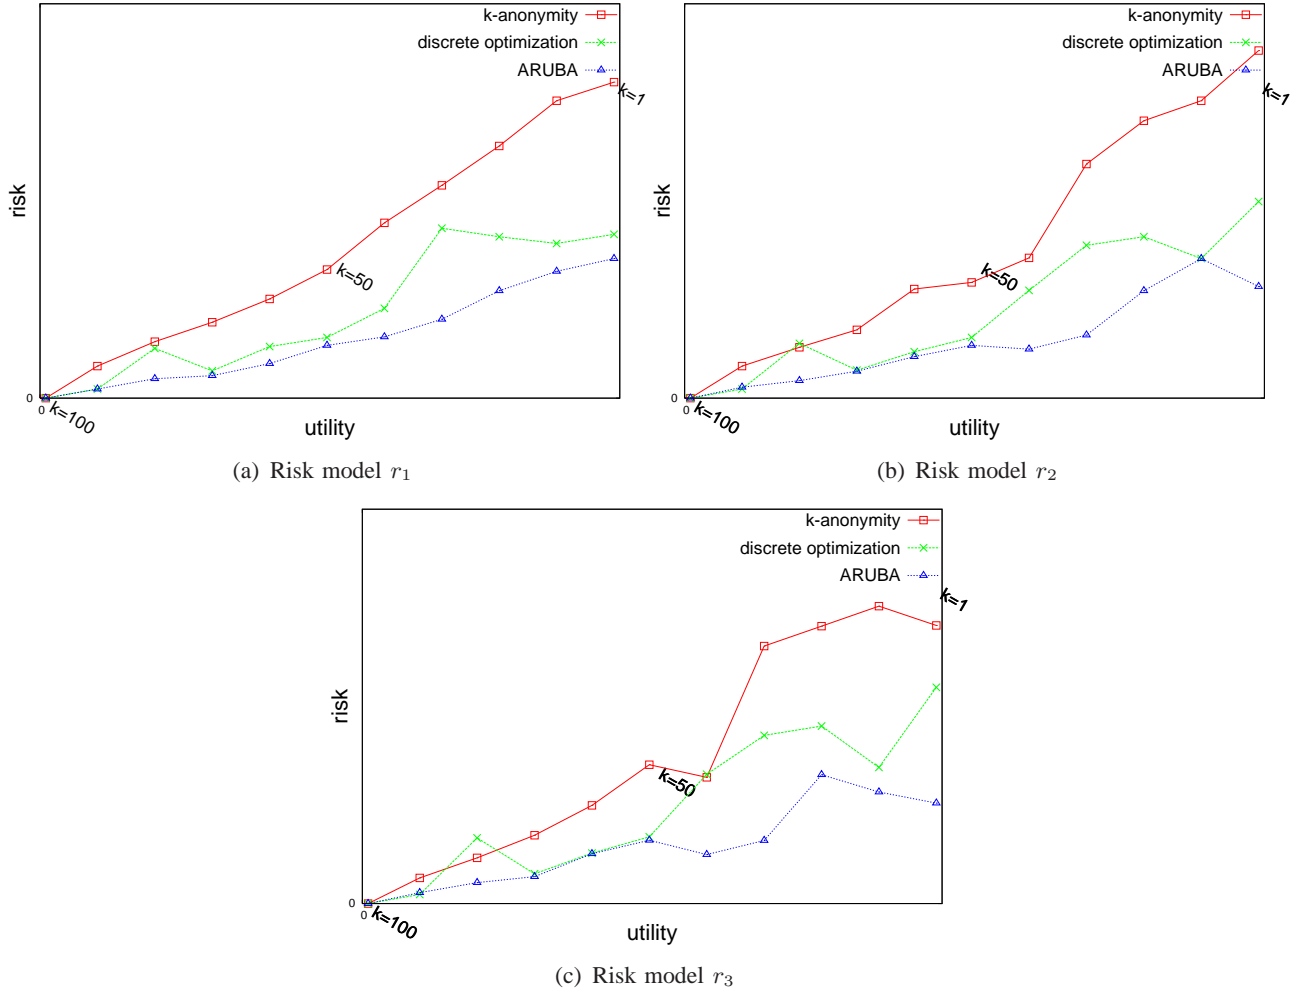 k-anonymity
discrete optimization
ARUBA
k=1
k=50
risk
0
0
k=100
utility
(a) Risk model r1
k-anonymity
discrete optimization
ARUBA
k=1
k=50
risk
0
0
k=100
utility
(b) Risk model r2
k-anonymity
discrete optimization
ARUBA
k=1
k=50
risk
0
0
k=100
utility
(c) Risk model r3